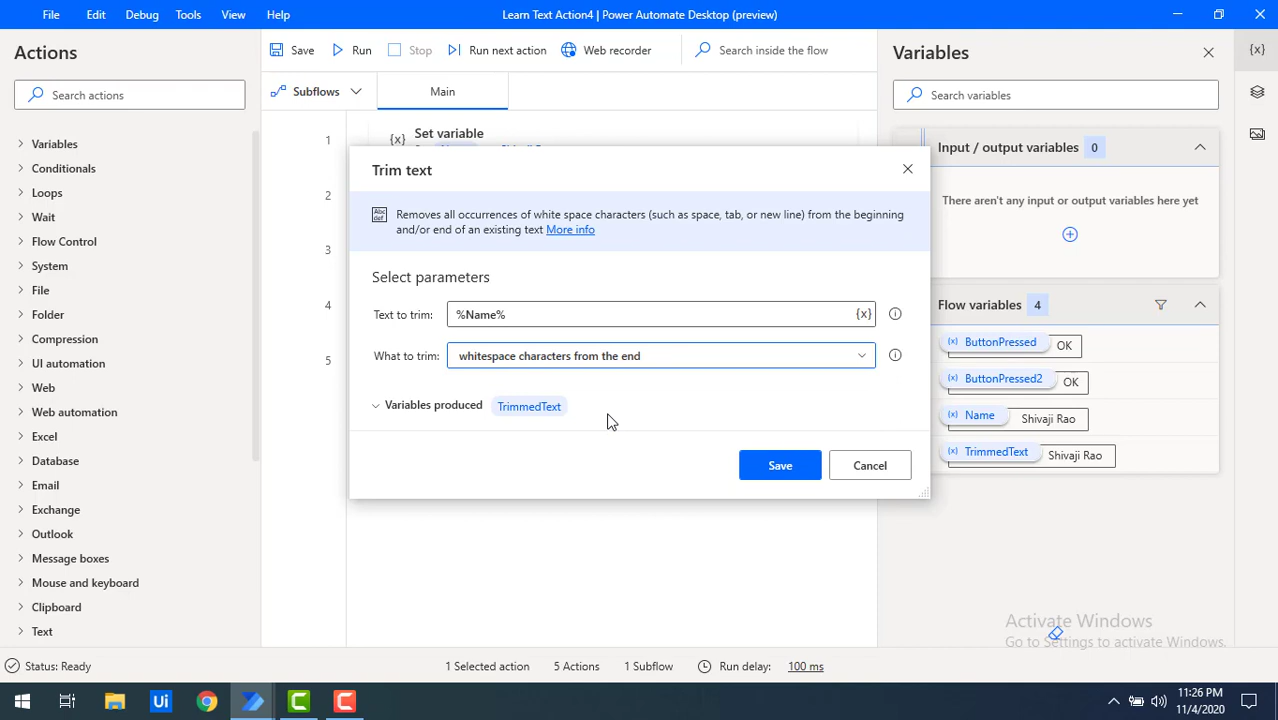 File Edit Debug Tools View Help Learn Text Action4 | Power Automate Desktop (preview)
Actions
Search actions
Variables
Conditionals
Loops
Wait
Flow Control
System
File
Folder
Compression
UI automation
Web
Web automation
Excel
Database
Email
Exchange
Outlook
Message boxes
Mouse and keyboard
Clipboard
Text
Save Run Stop Run next action Web recorder Search inside the flow
Subflows Main
1
{x} Set variable
2
3
4
5
Trim text
Abc
def
Removes all occurrences of white space characters (such as space, tab, or new line) from the beginning
and/or end of an existing text More info
Select parameters
Text to trim: %Name% {x}
What to trim: whitespace characters from the end
Variables produced TrimmedText
Save Cancel
Variables
{x}
Search variables
Input / output variables 0
There aren't any input or output variables here yet
Flow variables 4
(x) ButtonPressed OK
(x) ButtonPressed2 OK
(x) Name Shivaji Rao
(x) TrimmedText Shivaji Rao
Activate Windows
Go to Settings to activate Windows.
Status: Ready 1 Selected action 5 Actions 1 Subflow Run delay: 100 ms
Ui C C 11:26 PM
11/4/2020